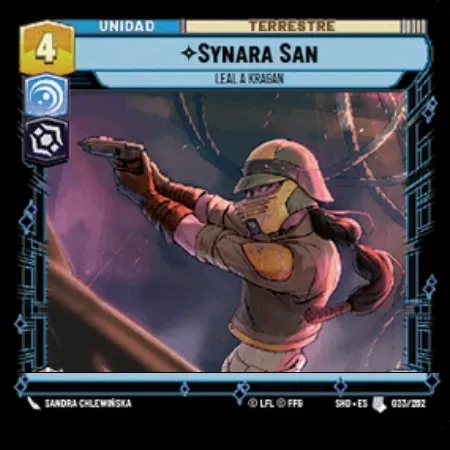 UNIDAD
TERRESTRE
4
SYNARA SAN
LEAL A KRAGAN
SANDRA CHLEWIŃSKA
© LFL ℗ FFG
SHD • ES
033/262